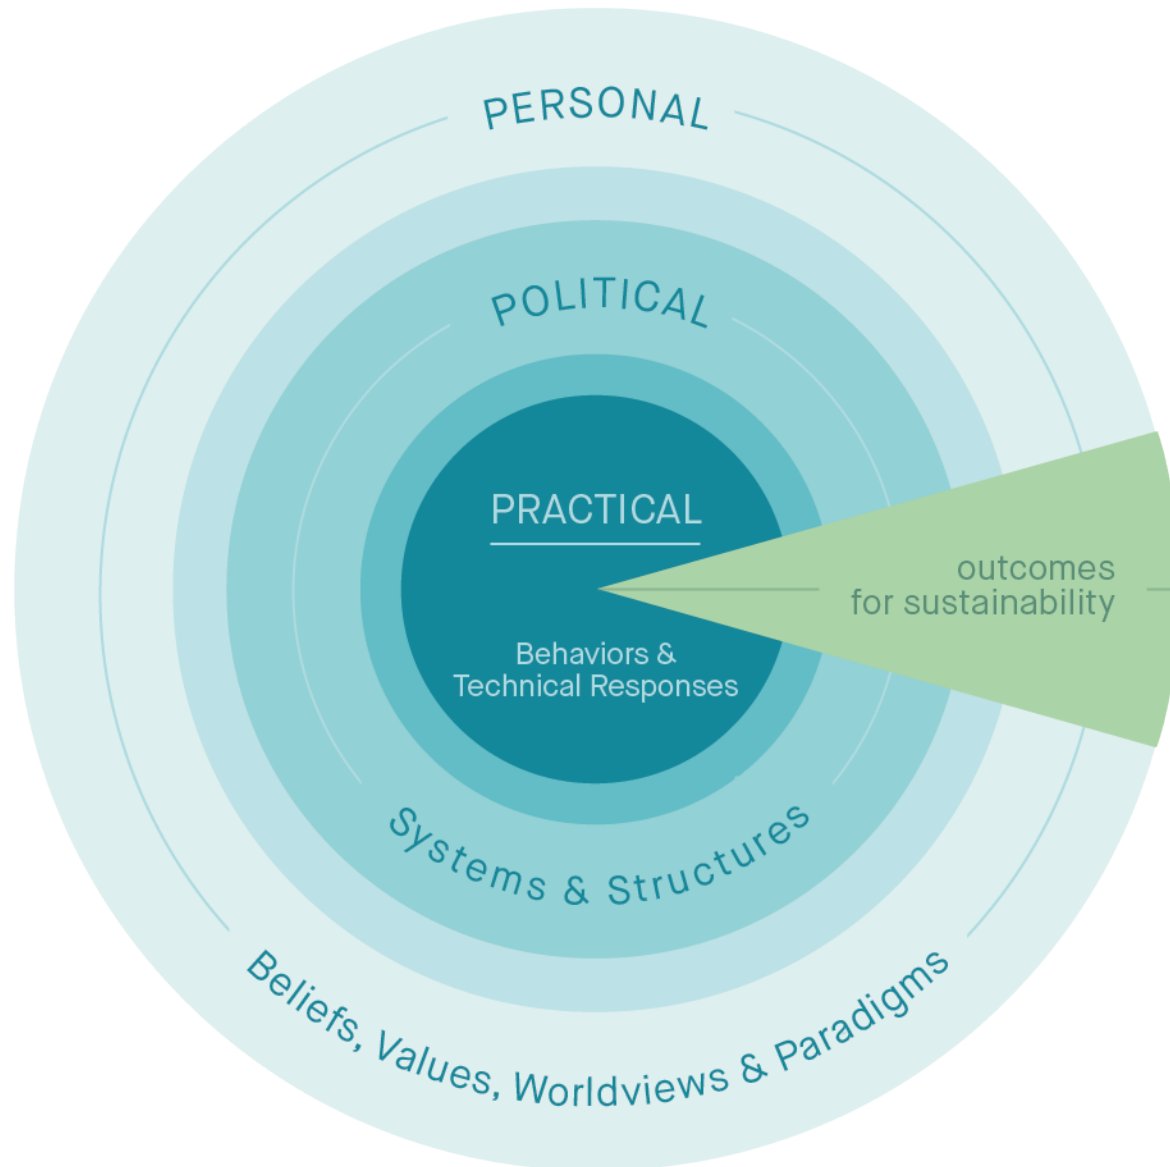 PERSONAL
POLITICAL
PRACTICAL
outcomes
for sustainability
Behaviors &
Technical Responses
Systems & Structures
Beliefs, Values, Worldviews & Paradigms